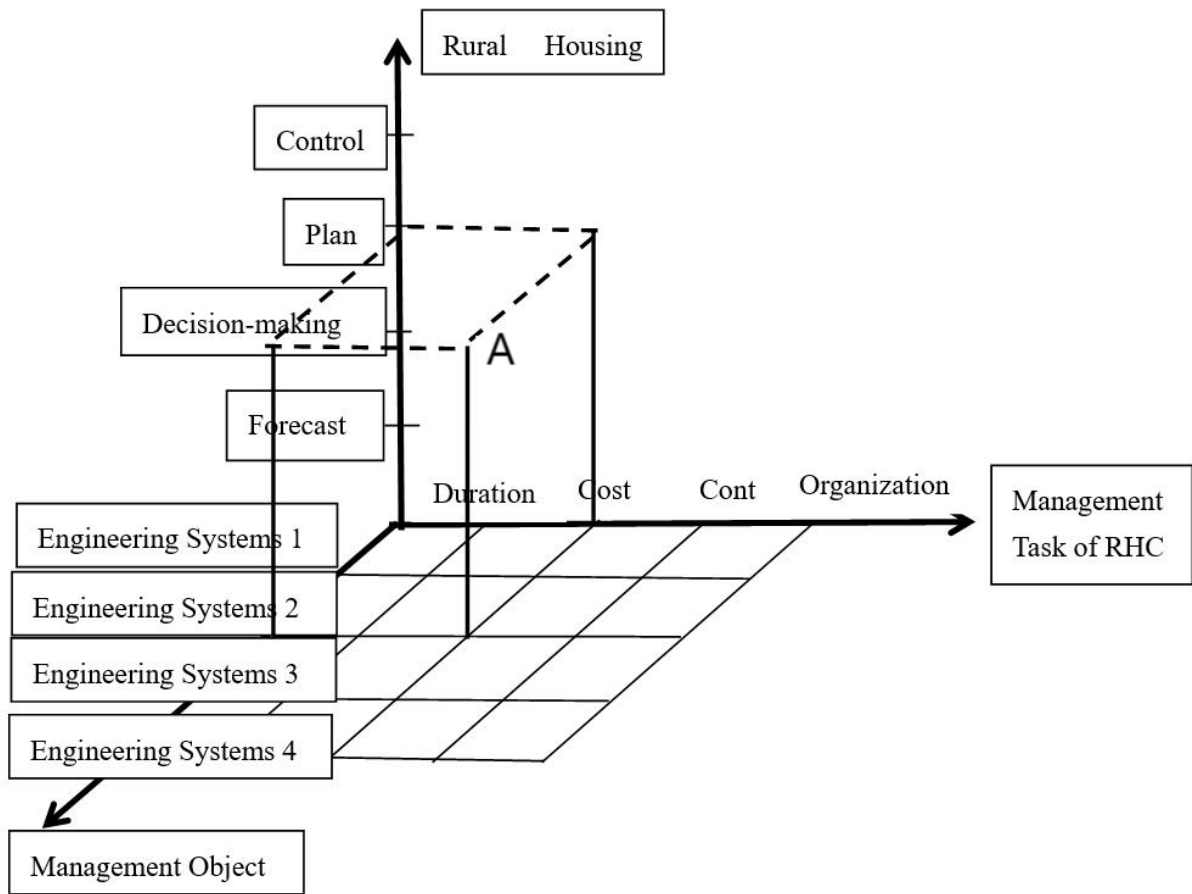 Rural Housing
Control
Plan
Decision-making
A
Forecast
Duration Cost Cont Organization
Management
Task of RHC
Engineering Systems 1
Engineering Systems 2
Engineering Systems 3
Engineering Systems 4
Management Object